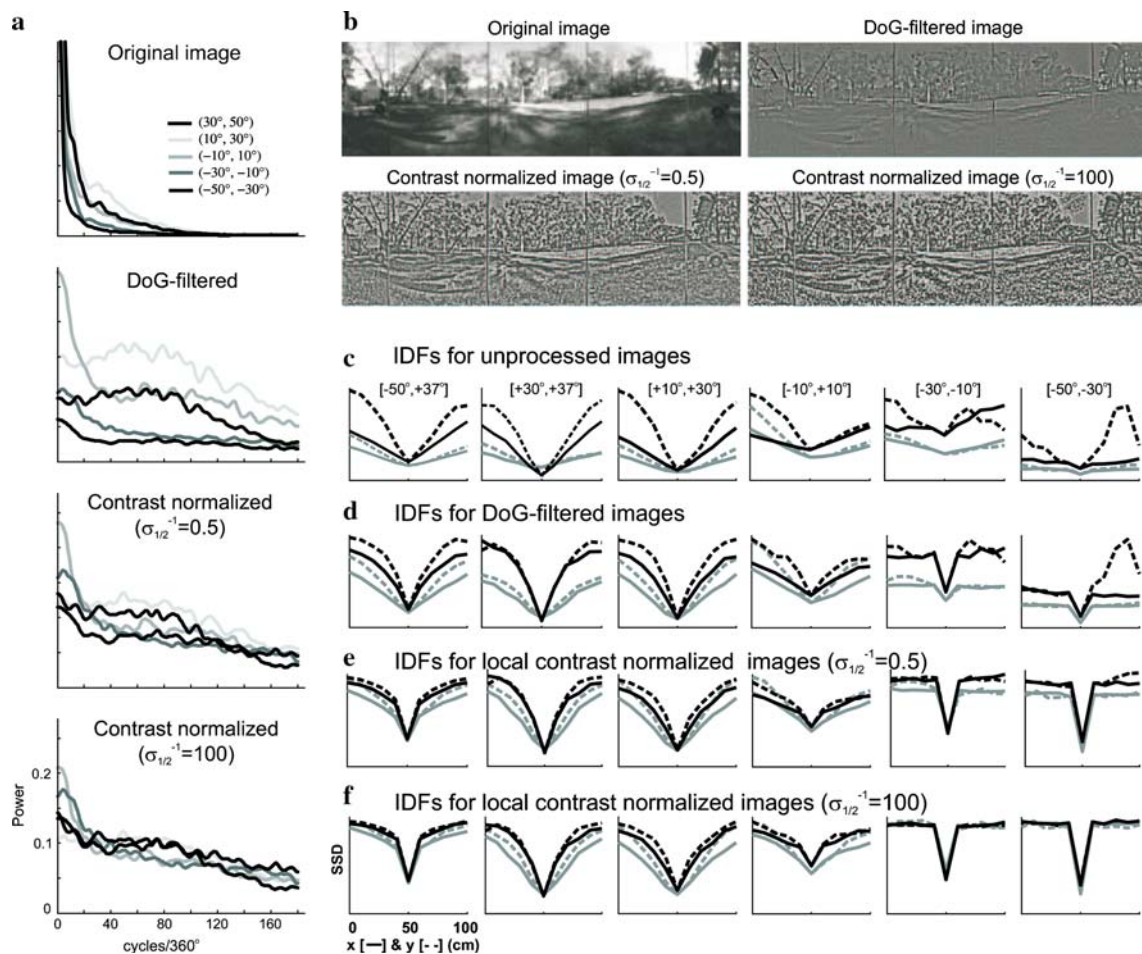 a
Original image
(30°, 50°)
(10°, 30°)
(−10°, 10°)
(−30°, −10°)
(−50°, −30°)
DoG-filtered
Contrast normalized
(σ1/2⁻¹=0.5)
Contrast normalized
(σ1/2⁻¹=100)
Power
0.2
0.1
0
0 40 80 120 160
cycles/360°
b
Original image DoG-filtered image
Contrast normalized image (σ1/2⁻¹=0.5) Contrast normalized image (σ1/2⁻¹=100)
c IDFs for unprocessed images
[-50°,+37°] [+30°,+37°] [+10°,+30°] [-10°,+10°] [-30°,-10°] [-50°,-30°]
d IDFs for DoG-filtered images
e IDFs for local contrast normalized images (σ1/2⁻¹=0.5)
f IDFs for local contrast normalized images (σ1/2⁻¹=100)
SSD
0 50 100
x [—] & y [- -] (cm)